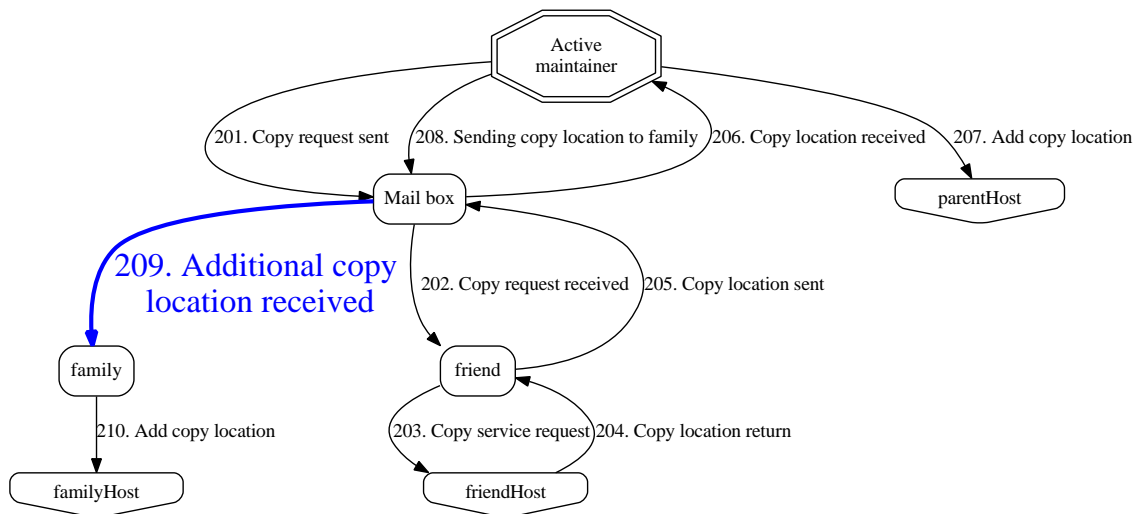 Active
maintainer
201. Copy request sent
208. Sending copy location to family
206. Copy location received
207. Add copy location
Mail box
parentHost
209. Additional copy
location received
202. Copy request received
205. Copy location sent
family
friend
210. Add copy location
203. Copy service request
204. Copy location return
familyHost
friendHost